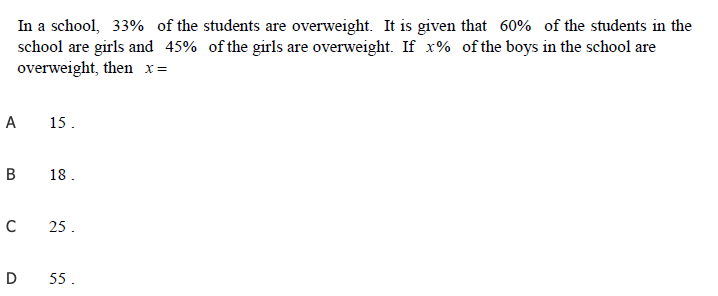 In a school, 33% of the students are overweight. It is given that 60% of the students in the
school are girls and 45% of the girls are overweight. If x% of the boys in the school are
overweight, then x =
A 15 .
B 18 .
C 25 .
D 55 .